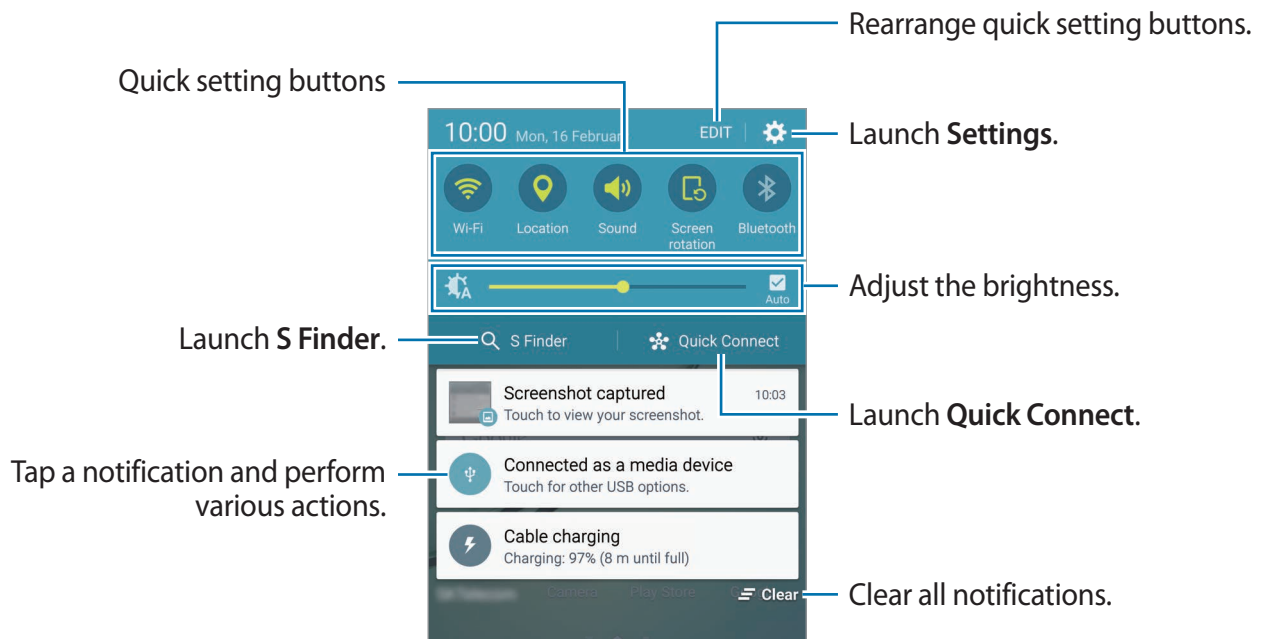 Rearrange quick setting buttons.
Quick setting buttons
10:00 Mon, 16 Februar EDIT
Launch Settings.
Wi-Fi Location Sound Screen rotation Bluetooth
Adjust the brightness.
A Auto
Launch S Finder.
S Finder Quick Connect
Screenshot captured 10:03
Touch to view your screenshot.
Launch Quick Connect.
Tap a notification and perform
various actions.
Connected as a media device
Touch for other USB options.
Cable charging
Charging: 97% (8 m until full)
Camera Play Store
Clear
Clear all notifications.